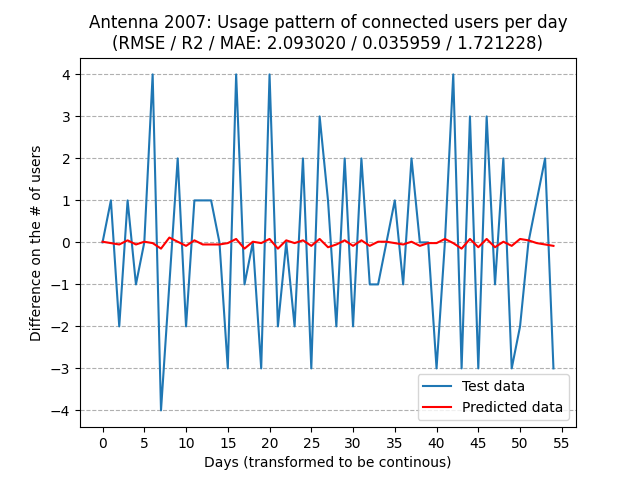 Antenna 2007: Usage pattern of connected users per day
(RMSE / R2 / MAE: 2.093020 / 0.035959 / 1.721228)
Difference on the # of users
4
3
2
1
0
−1
−2
−3
−4
Test data
Predicted data
0 5 10 15 20 25 30 35 40 45 50 55
Days (transformed to be continous)